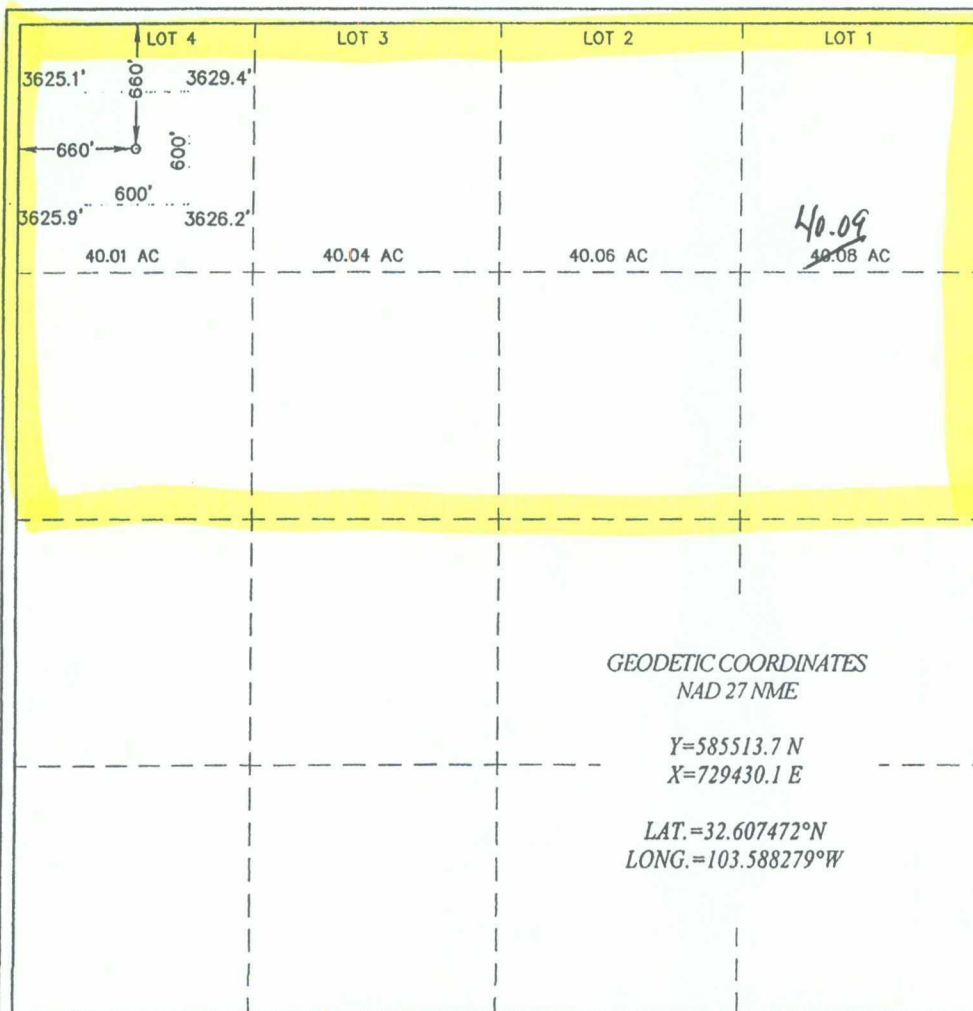 LOT 4 LOT 3 LOT 2 LOT 1
3625.1' 660' 3629.4'
660' 600'
600'
3625.9' 3626.2'
40.09
40.01 AC 40.04 AC 40.06 AC 40.08 AC
GEODETIC COORDINATES
NAD 27 NME
Y=585513.7 N
X=729430.1 E
LAT.=32.607472°N
LONG.=103.588279°W